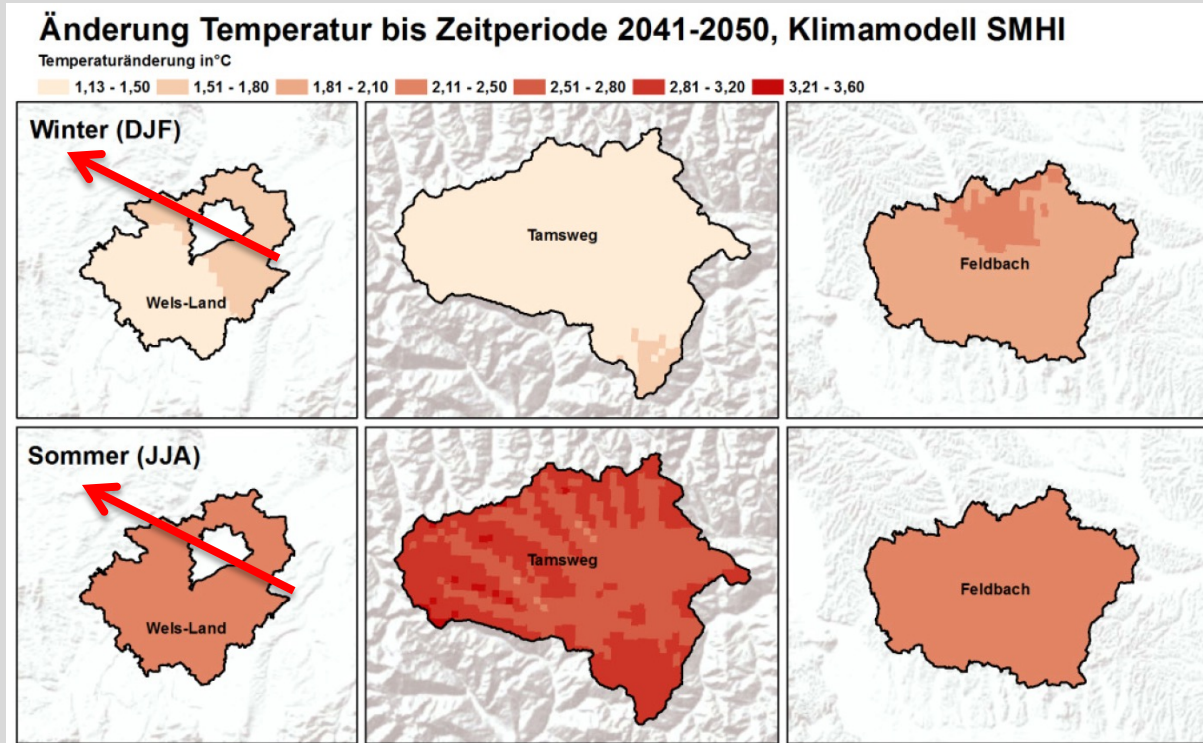 Änderung Temperatur bis Zeitperiode 2041-2050, Klimamodell SMHI
Temperaturänderung in°C
1,13 - 1,50 1,51 - 1,80 1,81 - 2,10 2,11 - 2,50 2,51 - 2,80 2,81 - 3,20 3,21 - 3,60
Winter (DJF)
Wels-Land
Tamsweg
Feldbach
Sommer (JJA)
Wels-Land
Tamsweg
Feldbach